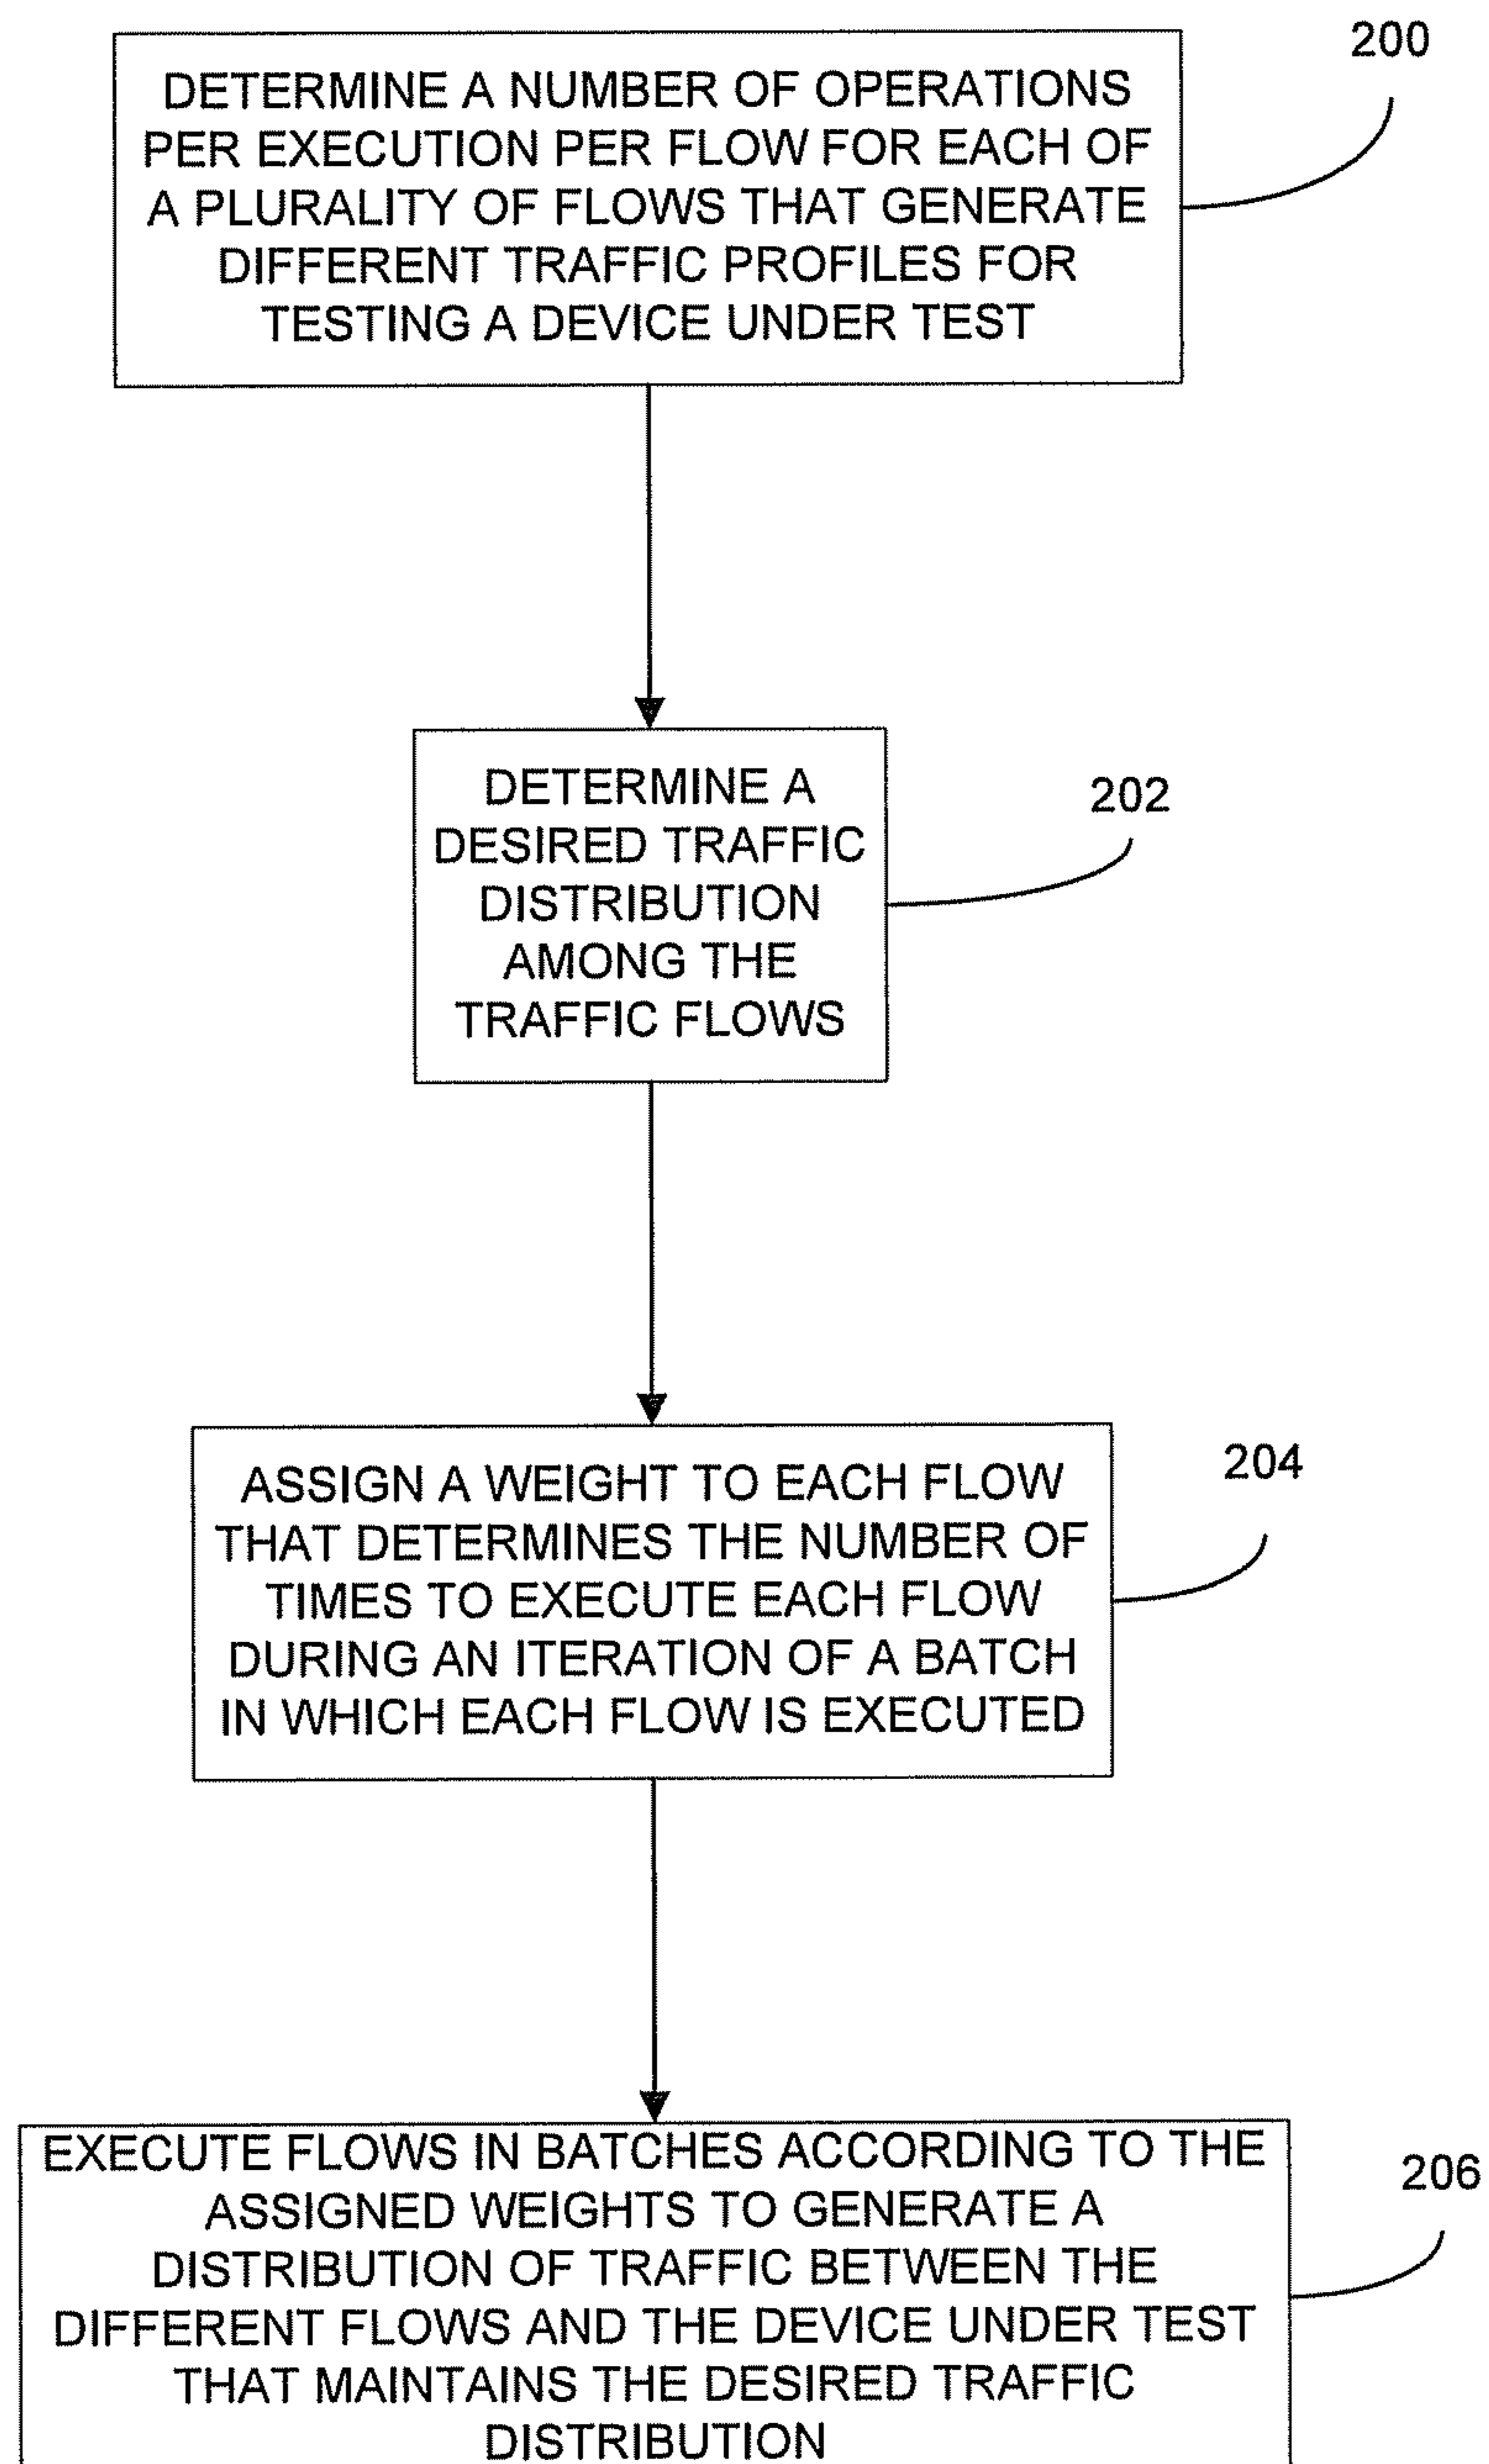 200
DETERMINE A NUMBER OF OPERATIONS
PER EXECUTION PER FLOW FOR EACH OF
A PLURALITY OF FLOWS THAT GENERATE
DIFFERENT TRAFFIC PROFILES FOR
TESTING A DEVICE UNDER TEST
202
DETERMINE A
DESIRED TRAFFIC
DISTRIBUTION
AMONG THE
TRAFFIC FLOWS
204
ASSIGN A WEIGHT TO EACH FLOW
THAT DETERMINES THE NUMBER OF
TIMES TO EXECUTE EACH FLOW
DURING AN ITERATION OF A BATCH
IN WHICH EACH FLOW IS EXECUTED
206
EXECUTE FLOWS IN BATCHES ACCORDING TO THE
ASSIGNED WEIGHTS TO GENERATE A
DISTRIBUTION OF TRAFFIC BETWEEN THE
DIFFERENT FLOWS AND THE DEVICE UNDER TEST
THAT MAINTAINS THE DESIRED TRAFFIC
DISTRIBUTION